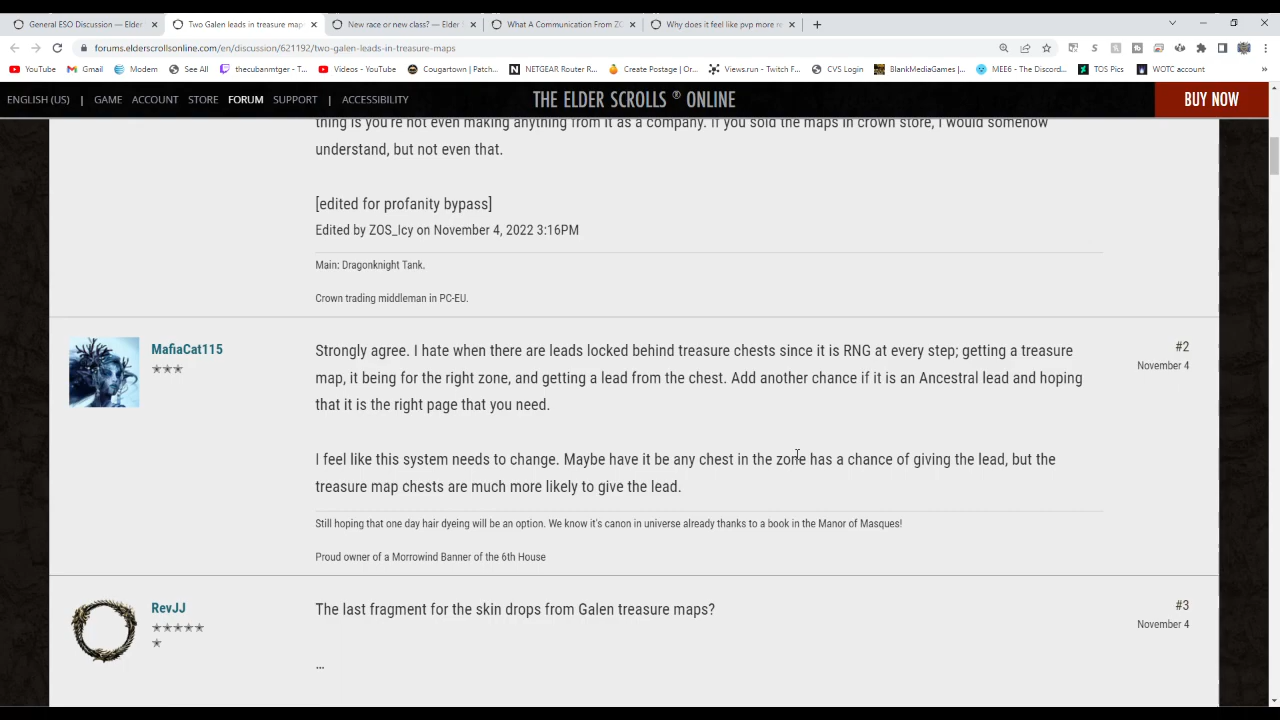 General ESO Discussion — Elder
Two Galen leads in treasure map
New race or new class? — Elder
What A Communication From ZO
Why does it feel like pvp more re
forums.elderscrollsonline.com/en/discussion/621192/two-galen-leads-in-treasure-maps
YouTube
Gmail
Modem
See All
thecubanmtger - T...
Videos - YouTube
Cougartown | Patch...
NETGEAR Router R...
Create Postage | Or...
Views.run - Twitch F...
CVS Login
BlankMediaGames |...
MEE6 - The Discord...
TOS Pics
WOTC account
ENGLISH (US) | GAME ACCOUNT STORE FORUM SUPPORT | ACCESSIBILITY
THE ELDER SCROLLS ® ONLINE
BUY NOW
thing is you're not even making anything from it as a company. If you sold the maps in crown store, I would somehow
understand, but not even that.
[edited for profanity bypass]
Edited by ZOS_Icy on November 4, 2022 3:16PM
Main: Dragonknight Tank.
Crown trading middleman in PC-EU.
MafiaCat115
#2
November 4
Strongly agree. I hate when there are leads locked behind treasure chests since it is RNG at every step; getting a treasure
map, it being for the right zone, and getting a lead from the chest. Add another chance if it is an Ancestral lead and hoping
that it is the right page that you need.
I feel like this system needs to change. Maybe have it be any chest in the zone has a chance of giving the lead, but the
treasure map chests are much more likely to give the lead.
Still hoping that one day hair dyeing will be an option. We know it's canon in universe already thanks to a book in the Manor of Masques!
Proud owner of a Morrowind Banner of the 6th House
RevJJ
#3
November 4
The last fragment for the skin drops from Galen treasure maps?
...